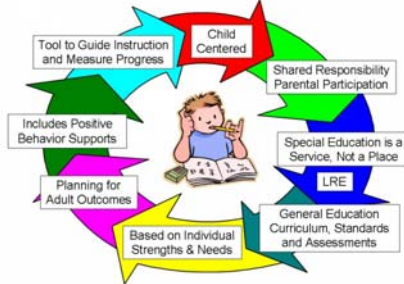 Child
Centered
Shared Responsibility
Parental Participation
Special Education is a
Service, Not a Place
LRE
General Education
Curriculum, Standards
and Assessments
Based on Individual
Strengths & Needs
Planning for
Adult Outcomes
Includes Positive
Behavior Supports
Tool to Guide Instruction
and Measure Progress